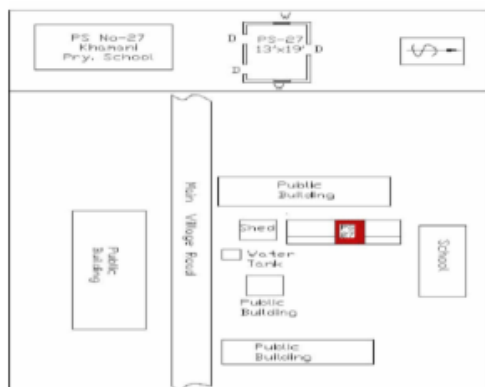 PS No-27
Khamani
Pry. School
W
D
PS-27
13'x19'
D
D
W
Public
Building
Main Village Road
Shed
Water
Tank
Public
Building
School
Public
Building
Public
Building